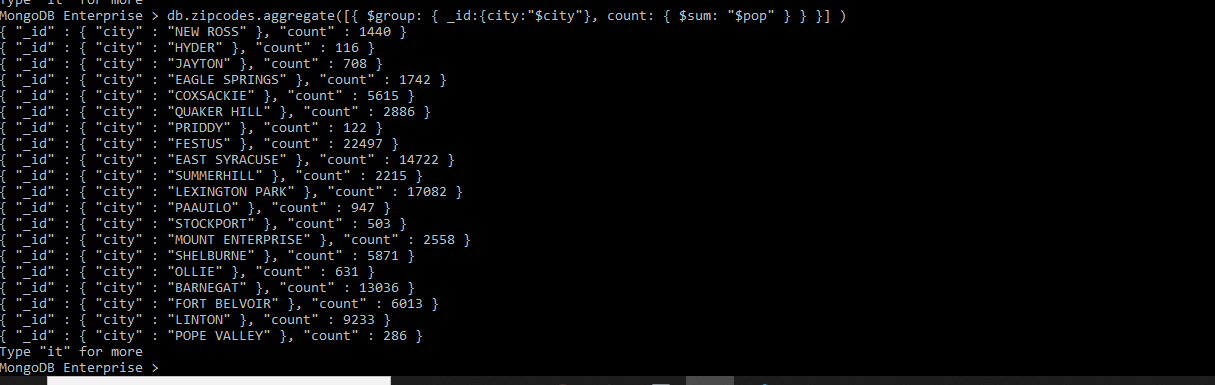 Type "it" for more
MongoDB Enterprise > db.zipcodes.aggregate([{ $group: { _id:{city:"$city"}, count: { $sum: "$pop" } } }] )
{ "_id" : { "city" : "NEW ROSS" }, "count" : 1440 }
{ "_id" : { "city" : "HYDER" }, "count" : 116 }
{ "_id" : { "city" : "JAYTON" }, "count" : 708 }
{ "_id" : { "city" : "EAGLE SPRINGS" }, "count" : 1742 }
{ "_id" : { "city" : "COXSACKIE" }, "count" : 5615 }
{ "_id" : { "city" : "QUAKER HILL" }, "count" : 2886 }
{ "_id" : { "city" : "PRIDDY" }, "count" : 122 }
{ "_id" : { "city" : "FESTUS" }, "count" : 22497 }
{ "_id" : { "city" : "EAST SYRACUSE" }, "count" : 14722 }
{ "_id" : { "city" : "SUMMERHILL" }, "count" : 2215 }
{ "_id" : { "city" : "LEXINGTON PARK" }, "count" : 17082 }
{ "_id" : { "city" : "PAAUILO" }, "count" : 947 }
{ "_id" : { "city" : "STOCKPORT" }, "count" : 503 }
{ "_id" : { "city" : "MOUNT ENTERPRISE" }, "count" : 2558 }
{ "_id" : { "city" : "SHELBURNE" }, "count" : 5871 }
{ "_id" : { "city" : "OLLIE" }, "count" : 631 }
{ "_id" : { "city" : "BARNEGAT" }, "count" : 13036 }
{ "_id" : { "city" : "FORT BELVOIR" }, "count" : 6013 }
{ "_id" : { "city" : "LINTON" }, "count" : 9233 }
{ "_id" : { "city" : "POPE VALLEY" }, "count" : 286 }
Type "it" for more
MongoDB Enterprise >